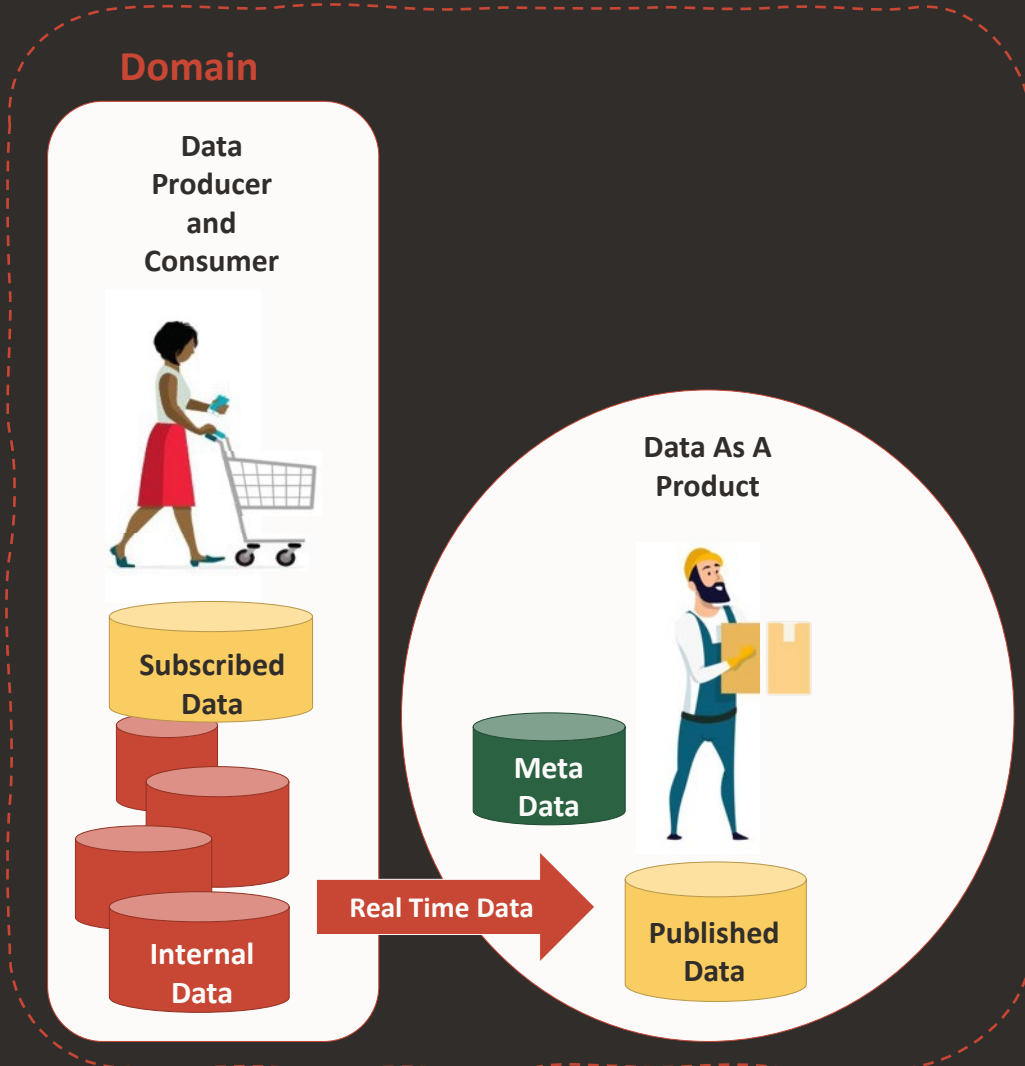 Domain
Data
Producer
and
Consumer
Subscribed
Data
Internal
Data
Real Time Data
Data As A
Product
Meta
Data
Published
Data